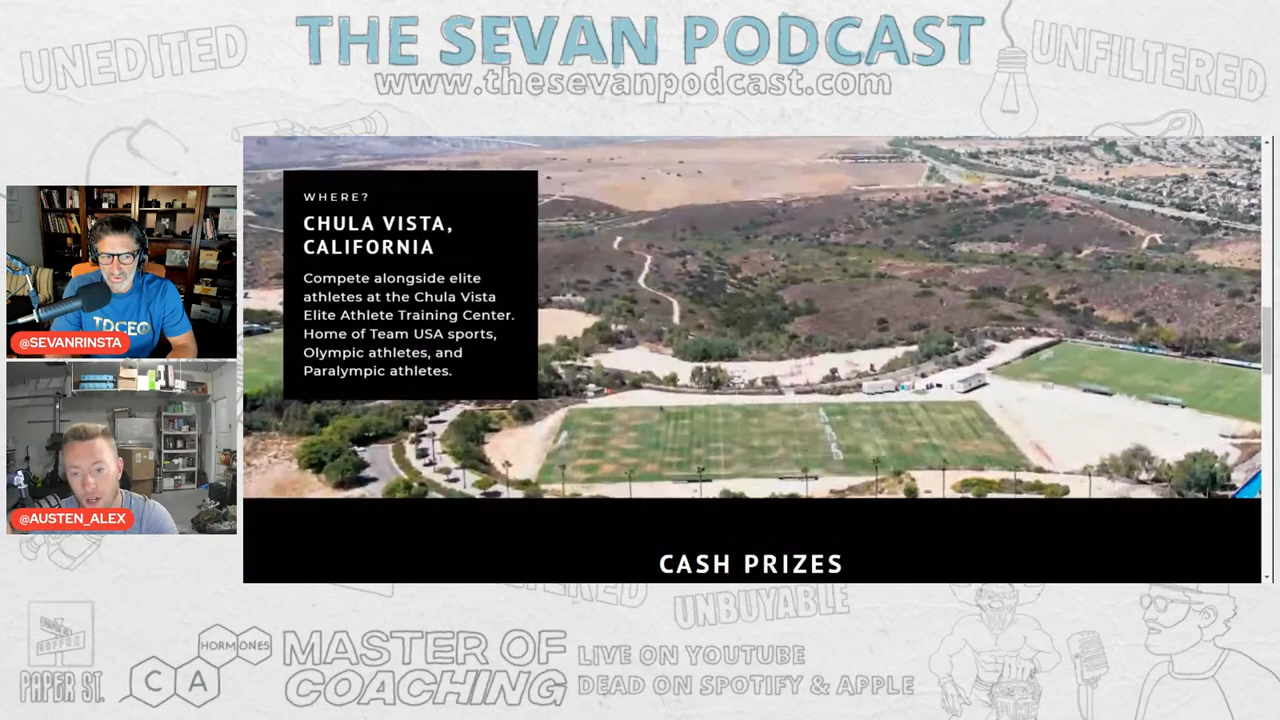 UNEDITED
THE SEVAN PODCAST
www.thesevanpodcast.com
UNFILTERED
WHERE?
CHULA VISTA,
CALIFORNIA
Compete alongside elite
athletes at the Chula Vista
Elite Athlete Training Center.
Home of Team USA sports,
Olympic athletes, and
Paralympic athletes.
TDCEO
@SEVANRINSTA
@AUSTEN_ALEX
CASH PRIZES
UNBUYABLE
COFFEE
PAPER ST.
HORMONES
C A
MASTER OF
COACHING
LIVE ON YOUTUBE
DEAD ON SPOTIFY & APPLE